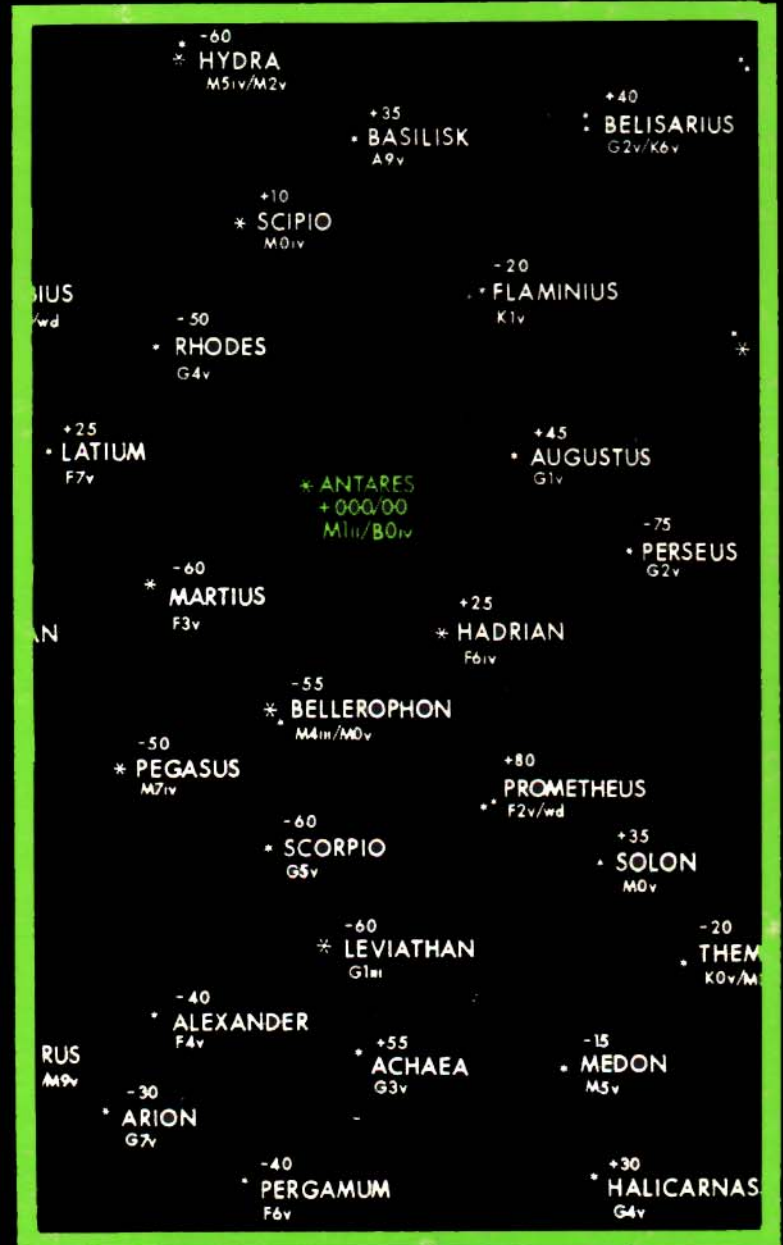 -60
HYDRA
M5IV/M2V
+35
BASILISK
A9V
+40
BELISARIUS
G2V/K6V
+10
SCIPIO
M0IV
-20
FLAMINIUS
K1V
BIUS
/wd
-50
RHODES
G4V
+25
LATIUM
F7V
+45
AUGUSTUS
G1V
ANTARES
+000/00
M1II/B0IV
-75
PERSEUS
G2V
-60
MARTIUS
F3V
AN
+25
HADRIAN
F6IV
-55
BELLEROPHON
M4III/M0V
-50
PEGASUS
M7IV
+80
PROMETHEUS
F2V/wd
-60
SCORPIO
G5V
+35
SOLON
M0V
-60
LEVIATHAN
G1III
-20
THEM
K0V/M
-40
ALEXANDER
F4V
RUS
/M9V
+55
ACHAEA
G3V
-15
MEDON
M5V
-30
ARION
G7V
-40
PERGAMUM
F6V
+30
HALICARNAS
G4V